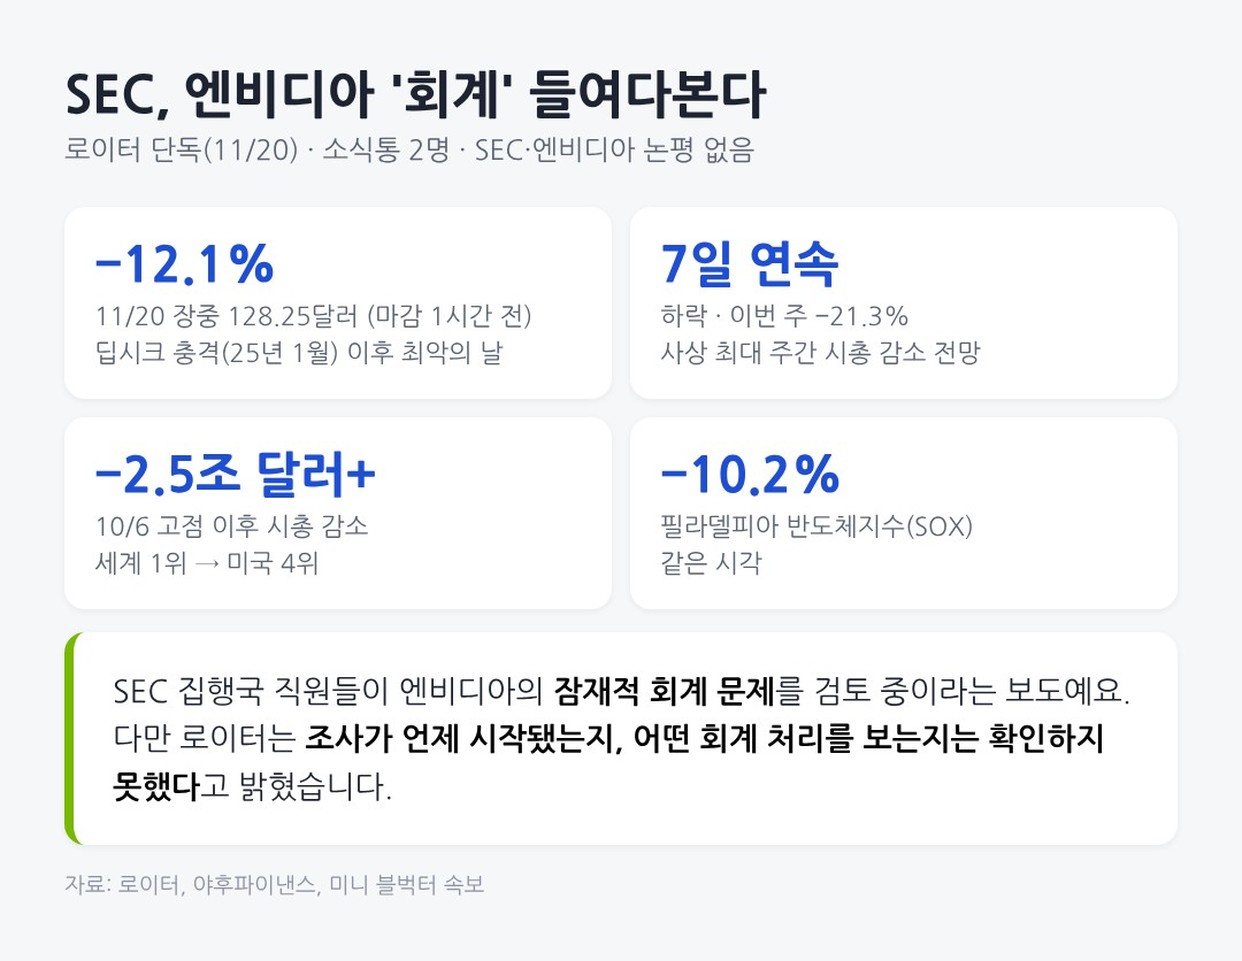 SEC, 엔비디아 '회계' 들여다본다
로이터 단독(11/20) · 소식통 2명 · SEC·엔비디아 논평 없음
−12.1%
11/20 장중 128.25달러 (마감 1시간 전)
딥시크 충격(25년 1월) 이후 최악의 날
7일 연속
하락 · 이번 주 −21.3%
사상 최대 주간 시총 감소 전망
−2.5조 달러+
10/6 고점 이후 시총 감소
세계 1위 → 미국 4위
−10.2%
필라델피아 반도체지수(SOX)
같은 시각
SEC 집행국 직원들이 엔비디아의 잠재적 회계 문제를 검토 중이라는 보도예요.
다만 로이터는 조사가 언제 시작됐는지, 어떤 회계 처리를 보는지는 확인하지
못했다고 밝혔습니다.
자료: 로이터, 야후파이낸스, 미니 블벅터 속보